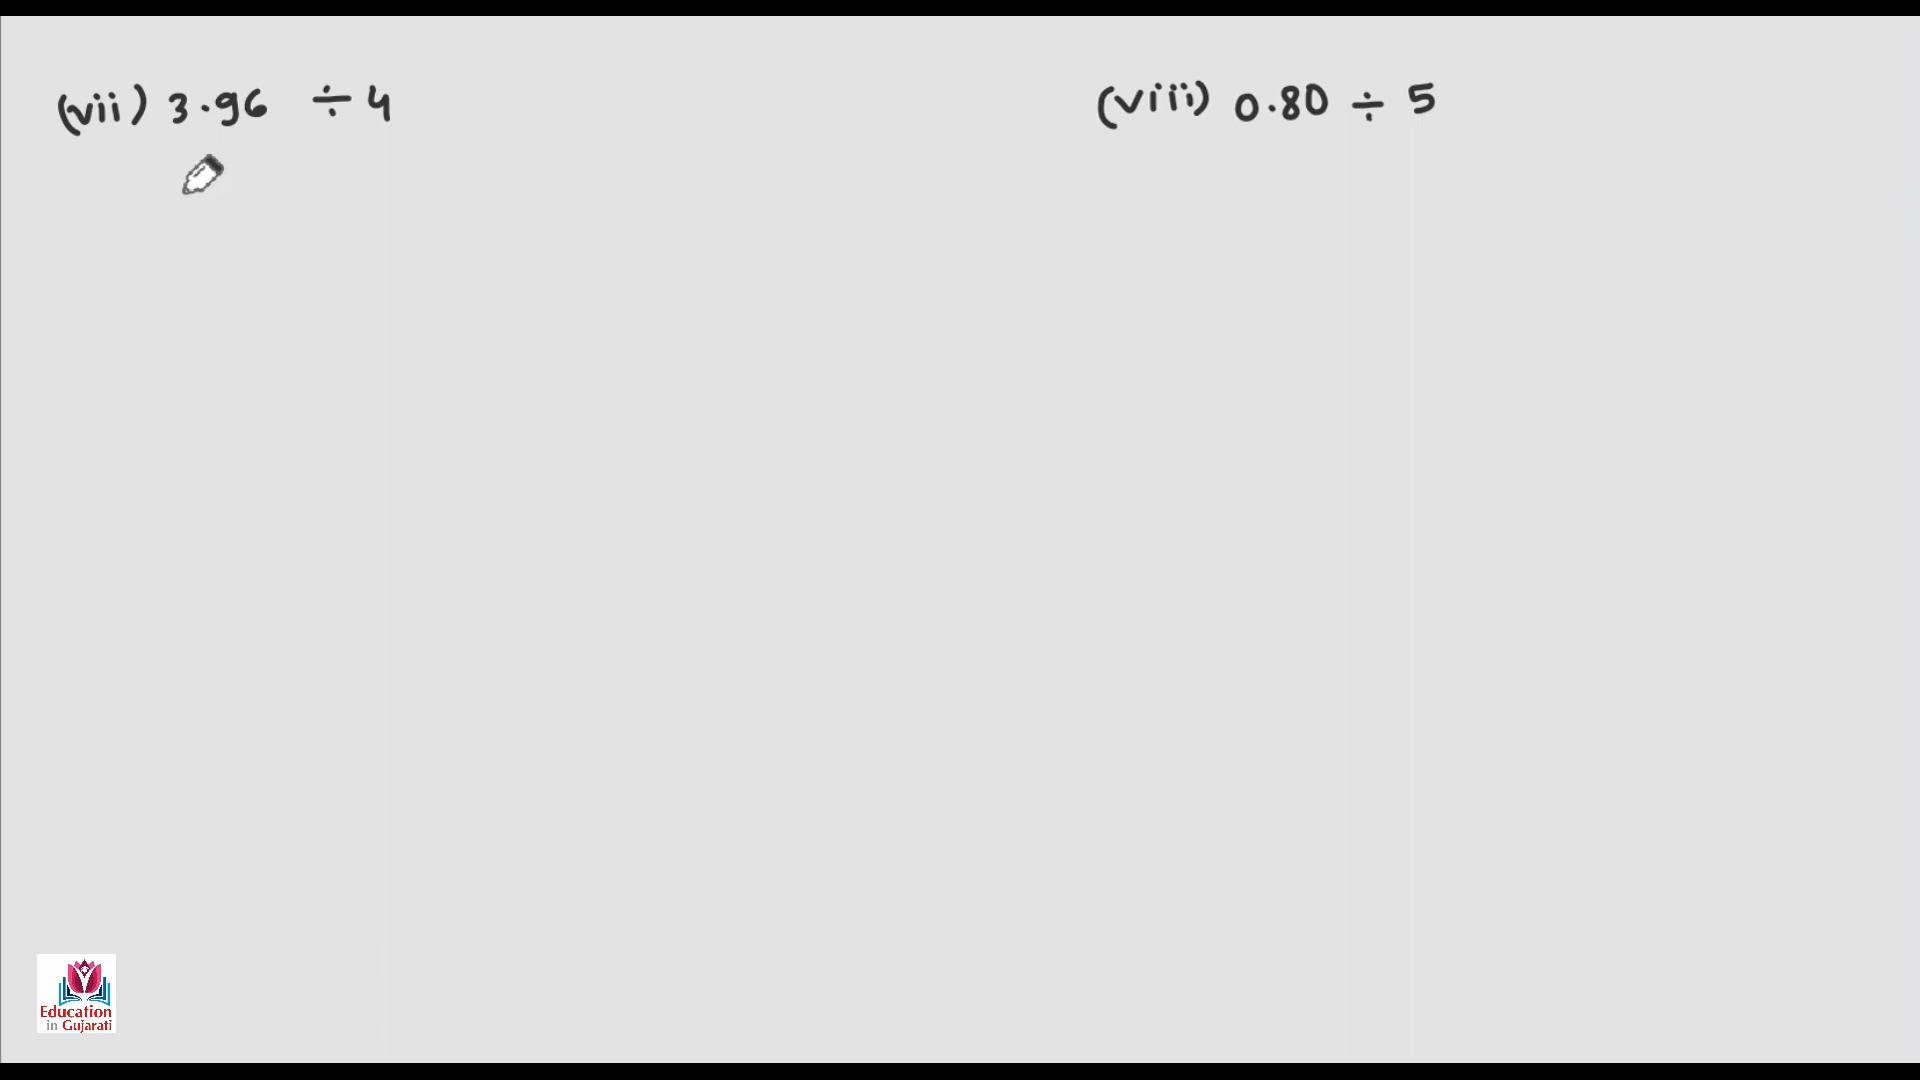 (vii) 3.96 ÷ 4
(viii) 0.80 ÷ 5
Education
in Gujarati